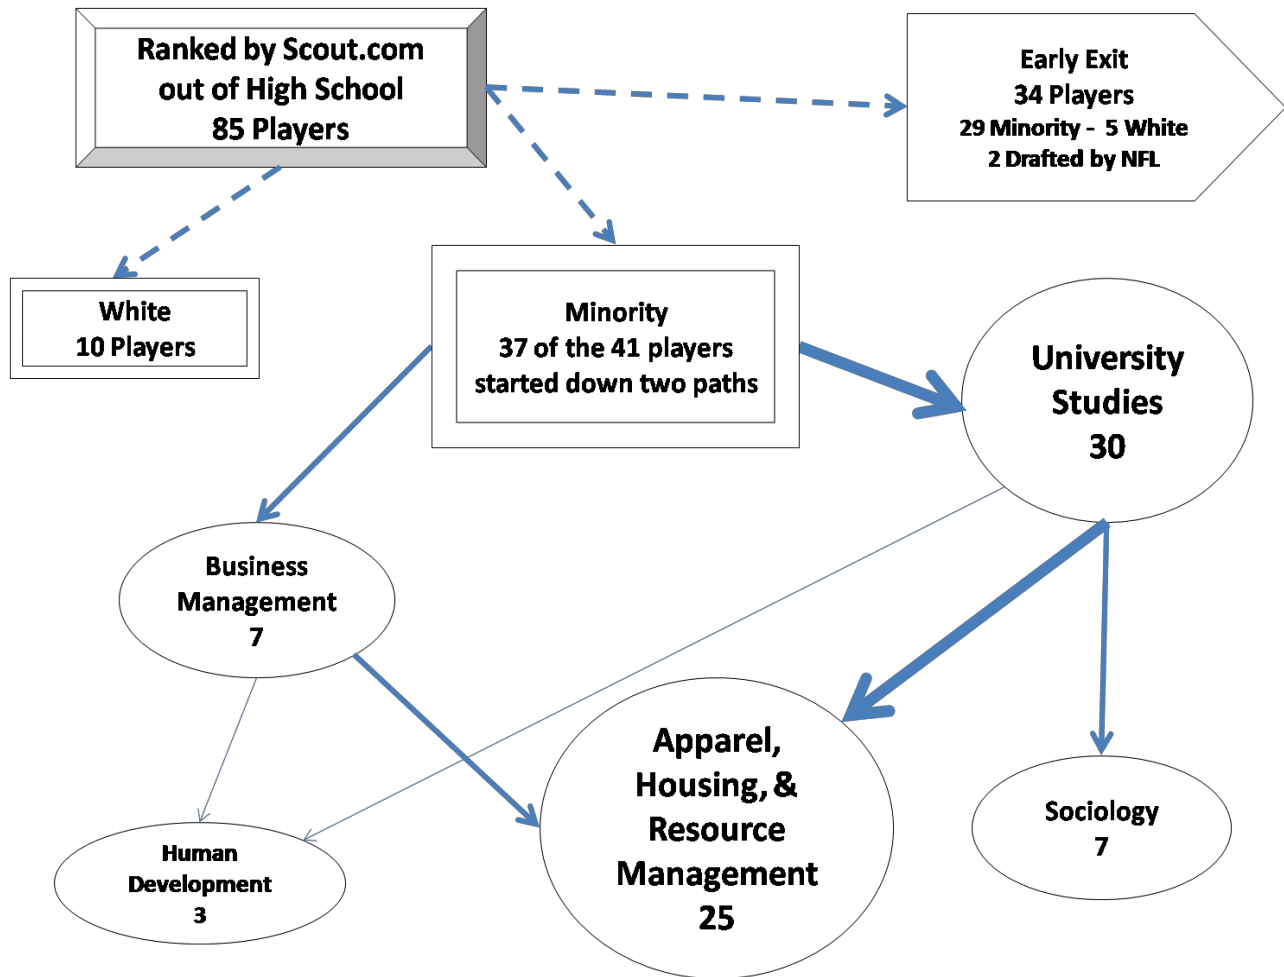 Ranked by Scout.com
out of High School
85 Players
Early Exit
34 Players
29 Minority -  5 White
2 Drafted by NFL
White
10 Players
Minority
37 of the 41 players
started down two paths
University
Studies
30
Business
Management
7
Apparel,
Housing, &
Resource
Management
25
Sociology
7
Human
Development
3